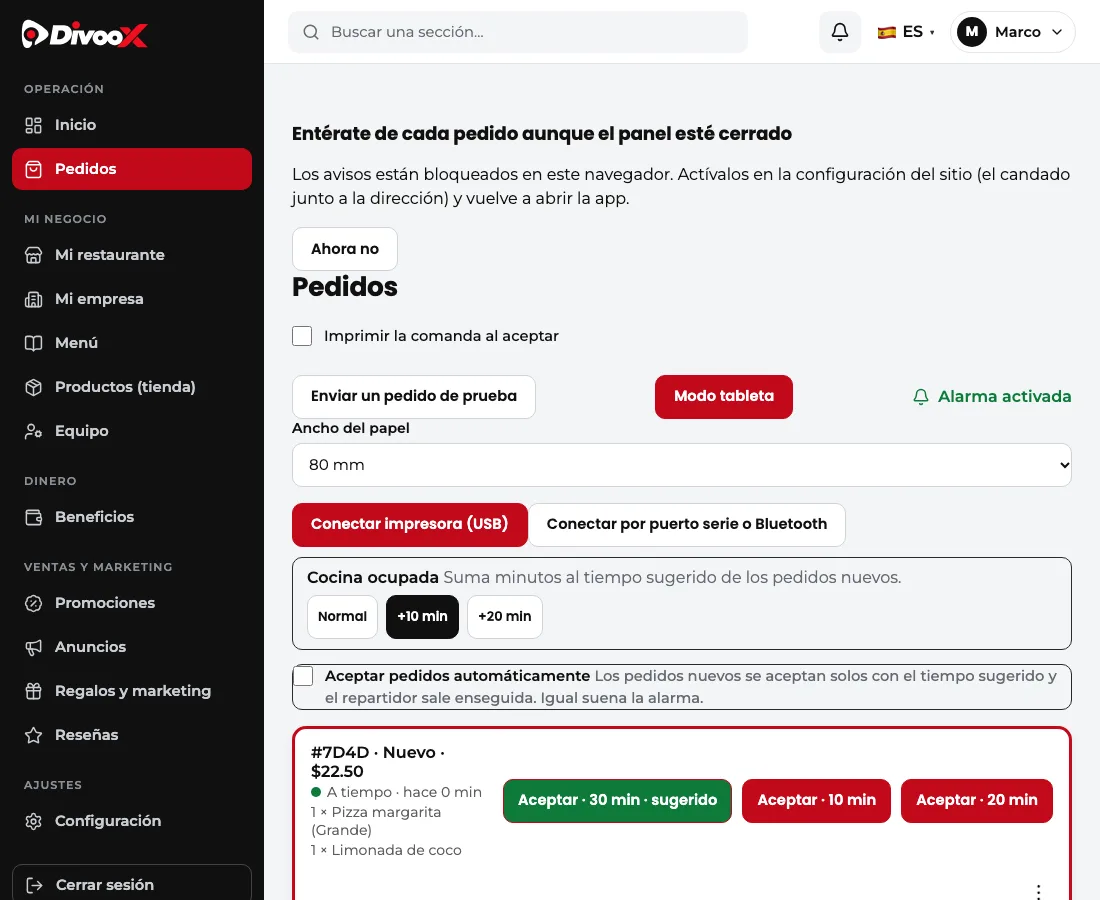 DivooX
Buscar una sección...
ES
M
Marco
OPERACIÓN
Inicio
Pedidos
MI NEGOCIO
Mi restaurante
Mi empresa
Menú
Productos (tienda)
Equipo
DINERO
Beneficios
VENTAS Y MARKETING
Promociones
Anuncios
Regalos y marketing
Reseñas
AJUSTES
Configuración
Cerrar sesión
Entérate de cada pedido aunque el panel esté cerrado
Los avisos están bloqueados en este navegador. Actívalos en la configuración del sitio (el candado
junto a la dirección) y vuelve a abrir la app.
Ahora no
Pedidos
Imprimir la comanda al aceptar
Enviar un pedido de prueba
Modo tableta
Alarma activada
Ancho del papel
80 mm
Conectar impresora (USB)
Conectar por puerto serie o Bluetooth
Cocina ocupada Suma minutos al tiempo sugerido de los pedidos nuevos.
Normal
+10 min
+20 min
Aceptar pedidos automáticamente Los pedidos nuevos se aceptan solos con el tiempo sugerido y
el repartidor sale enseguida. Igual suena la alarma.
#7D4D · Nuevo ·
$22.50
A tiempo · hace 0 min
1 × Pizza margarita
(Grande)
1 × Limonada de coco
Aceptar · 30 min · sugerido
Aceptar · 10 min
Aceptar · 20 min